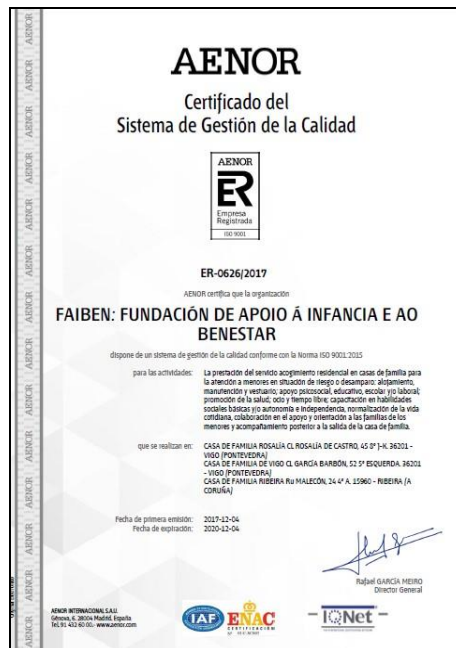 AENOR
Certificado del
Sistema de Gestión de la Calidad
AENOR
ER
Empresa
Registrada
ISO 9001
ER-0626/2017
AENOR certifica que la organización
FAIBEN: FUNDACIÓN DE APOIO Á INFANCIA E AO
BENESTAR
dispone de un sistema de gestión de la calidad conforme con la Norma ISO 9001:2015
para las actividades: La prestación del servicio acogimiento residencial en casas de familia para
la atención a menores en situación de riesgo o desamparo: alojamiento,
manutención y vestuario; apoyo psicosocial, educativo, escolar y/o laboral;
promoción de la salud; ocio y tiempo libre; capacitación en habilidades
sociales básicas y/o autonomía e independencia, normalización de la vida
cotidiana, colaboración en el apoyo y orientación a las familias de los
menores y acompañamiento posterior a la salida de la casa de familia.
que se realizan en: CASA DE FAMILIA ROSALÍA CL ROSALÍA DE CASTRO, 45 8º J-K. 36201 -
VIGO (PONTEVEDRA)
CASA DE FAMILIA DE VIGO CL GARCÍA BARBÓN, 52 5º ESQUERDA. 36201
- VIGO (PONTEVEDRA)
CASA DE FAMILIA RIBEIRA Ru MALECÓN, 24 4º A. 15960 - RIBEIRA (A
CORUÑA)
Fecha de primera emisión: 2017-12-04
Fecha de expiración: 2020-12-04
Rafael GARCÍA MEIRO
Director General
AENOR INTERNACIONAL S.A.U.
Génova, 6. 28004 Madrid. España
Tel. 91 432 60 00.- www.aenor.com
IAF
ENAC
CERTIFICACIÓN
IQNet